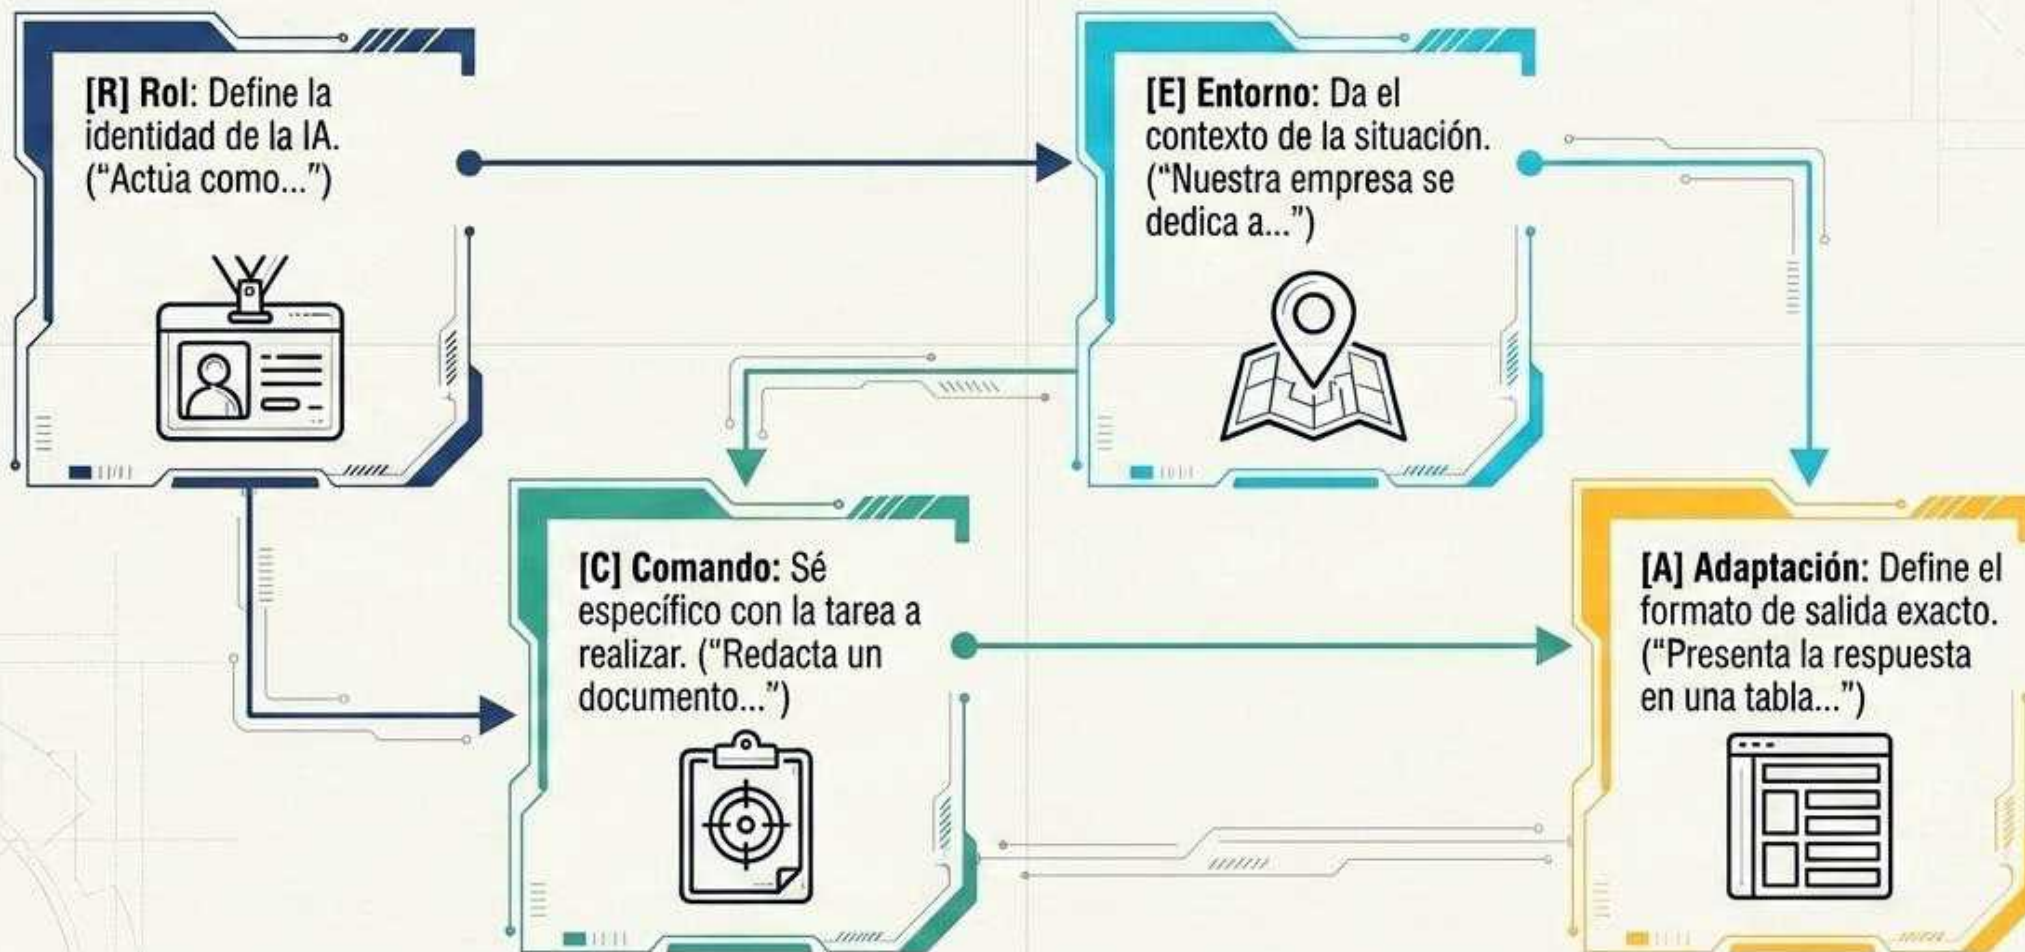 [R] Rol: Define la
identidad de la IA.
(“Actúa como...”)
[E] Entorno: Da el
contexto de la situación.
(“Nuestra empresa se
dedica a...”)
[C] Comando: Sé
específico con la tarea a
realizar. (“Redacta un
documento...”)
[A] Adaptación: Define el
formato de salida exacto.
(“Presenta la respuesta
en una tabla...”)